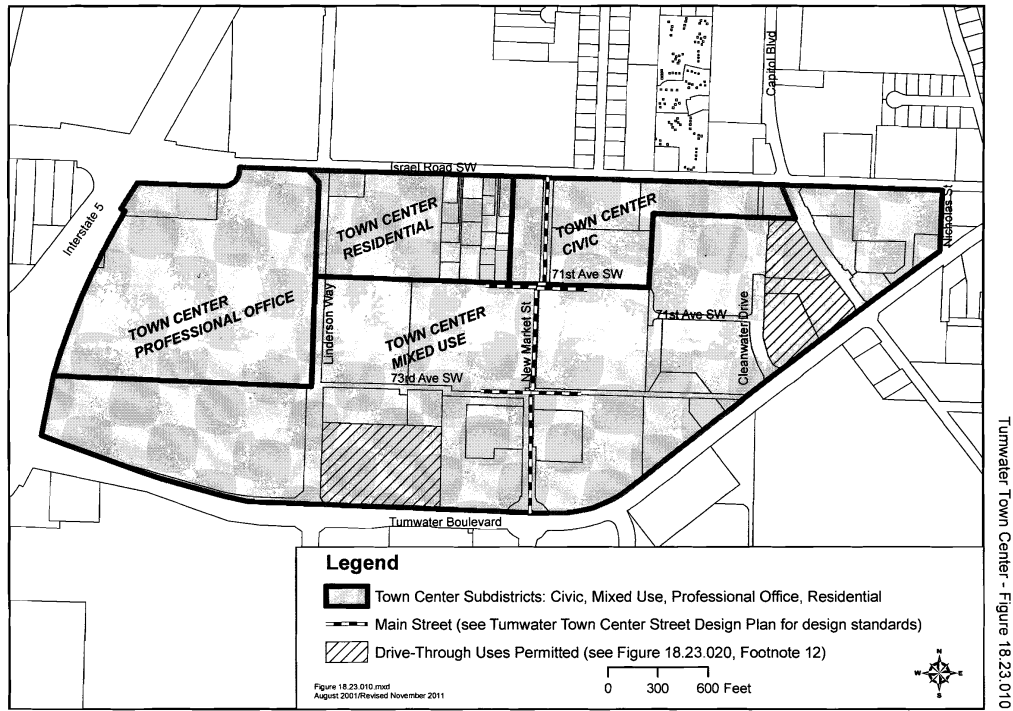 Capitol Blvd
Israel Road SW
Interstate 5
Nicholas St
TOWN CENTER
RESIDENTIAL
TOWN CENTER
CIVIC
71st Ave SW
TOWN CENTER
PROFESSIONAL OFFICE
Linderson Way
TOWN CENTER
MIXED USE
New Market St
71st Ave SW
Cleanwater Drive
73rd Ave SW
Tumwater Boulevard
Legend
Town Center Subdistricts: Civic, Mixed Use, Professional Office, Residential
Main Street (see Tumwater Town Center Street Design Plan for design standards)
Drive-Through Uses Permitted (see Figure 18.23.020, Footnote 12)
Figure 18.23.010.mxd
August 2001/Revised November 2011
0 300 600 Feet
N
W E
S
Tumwater Town Center - Figure 18.23.010